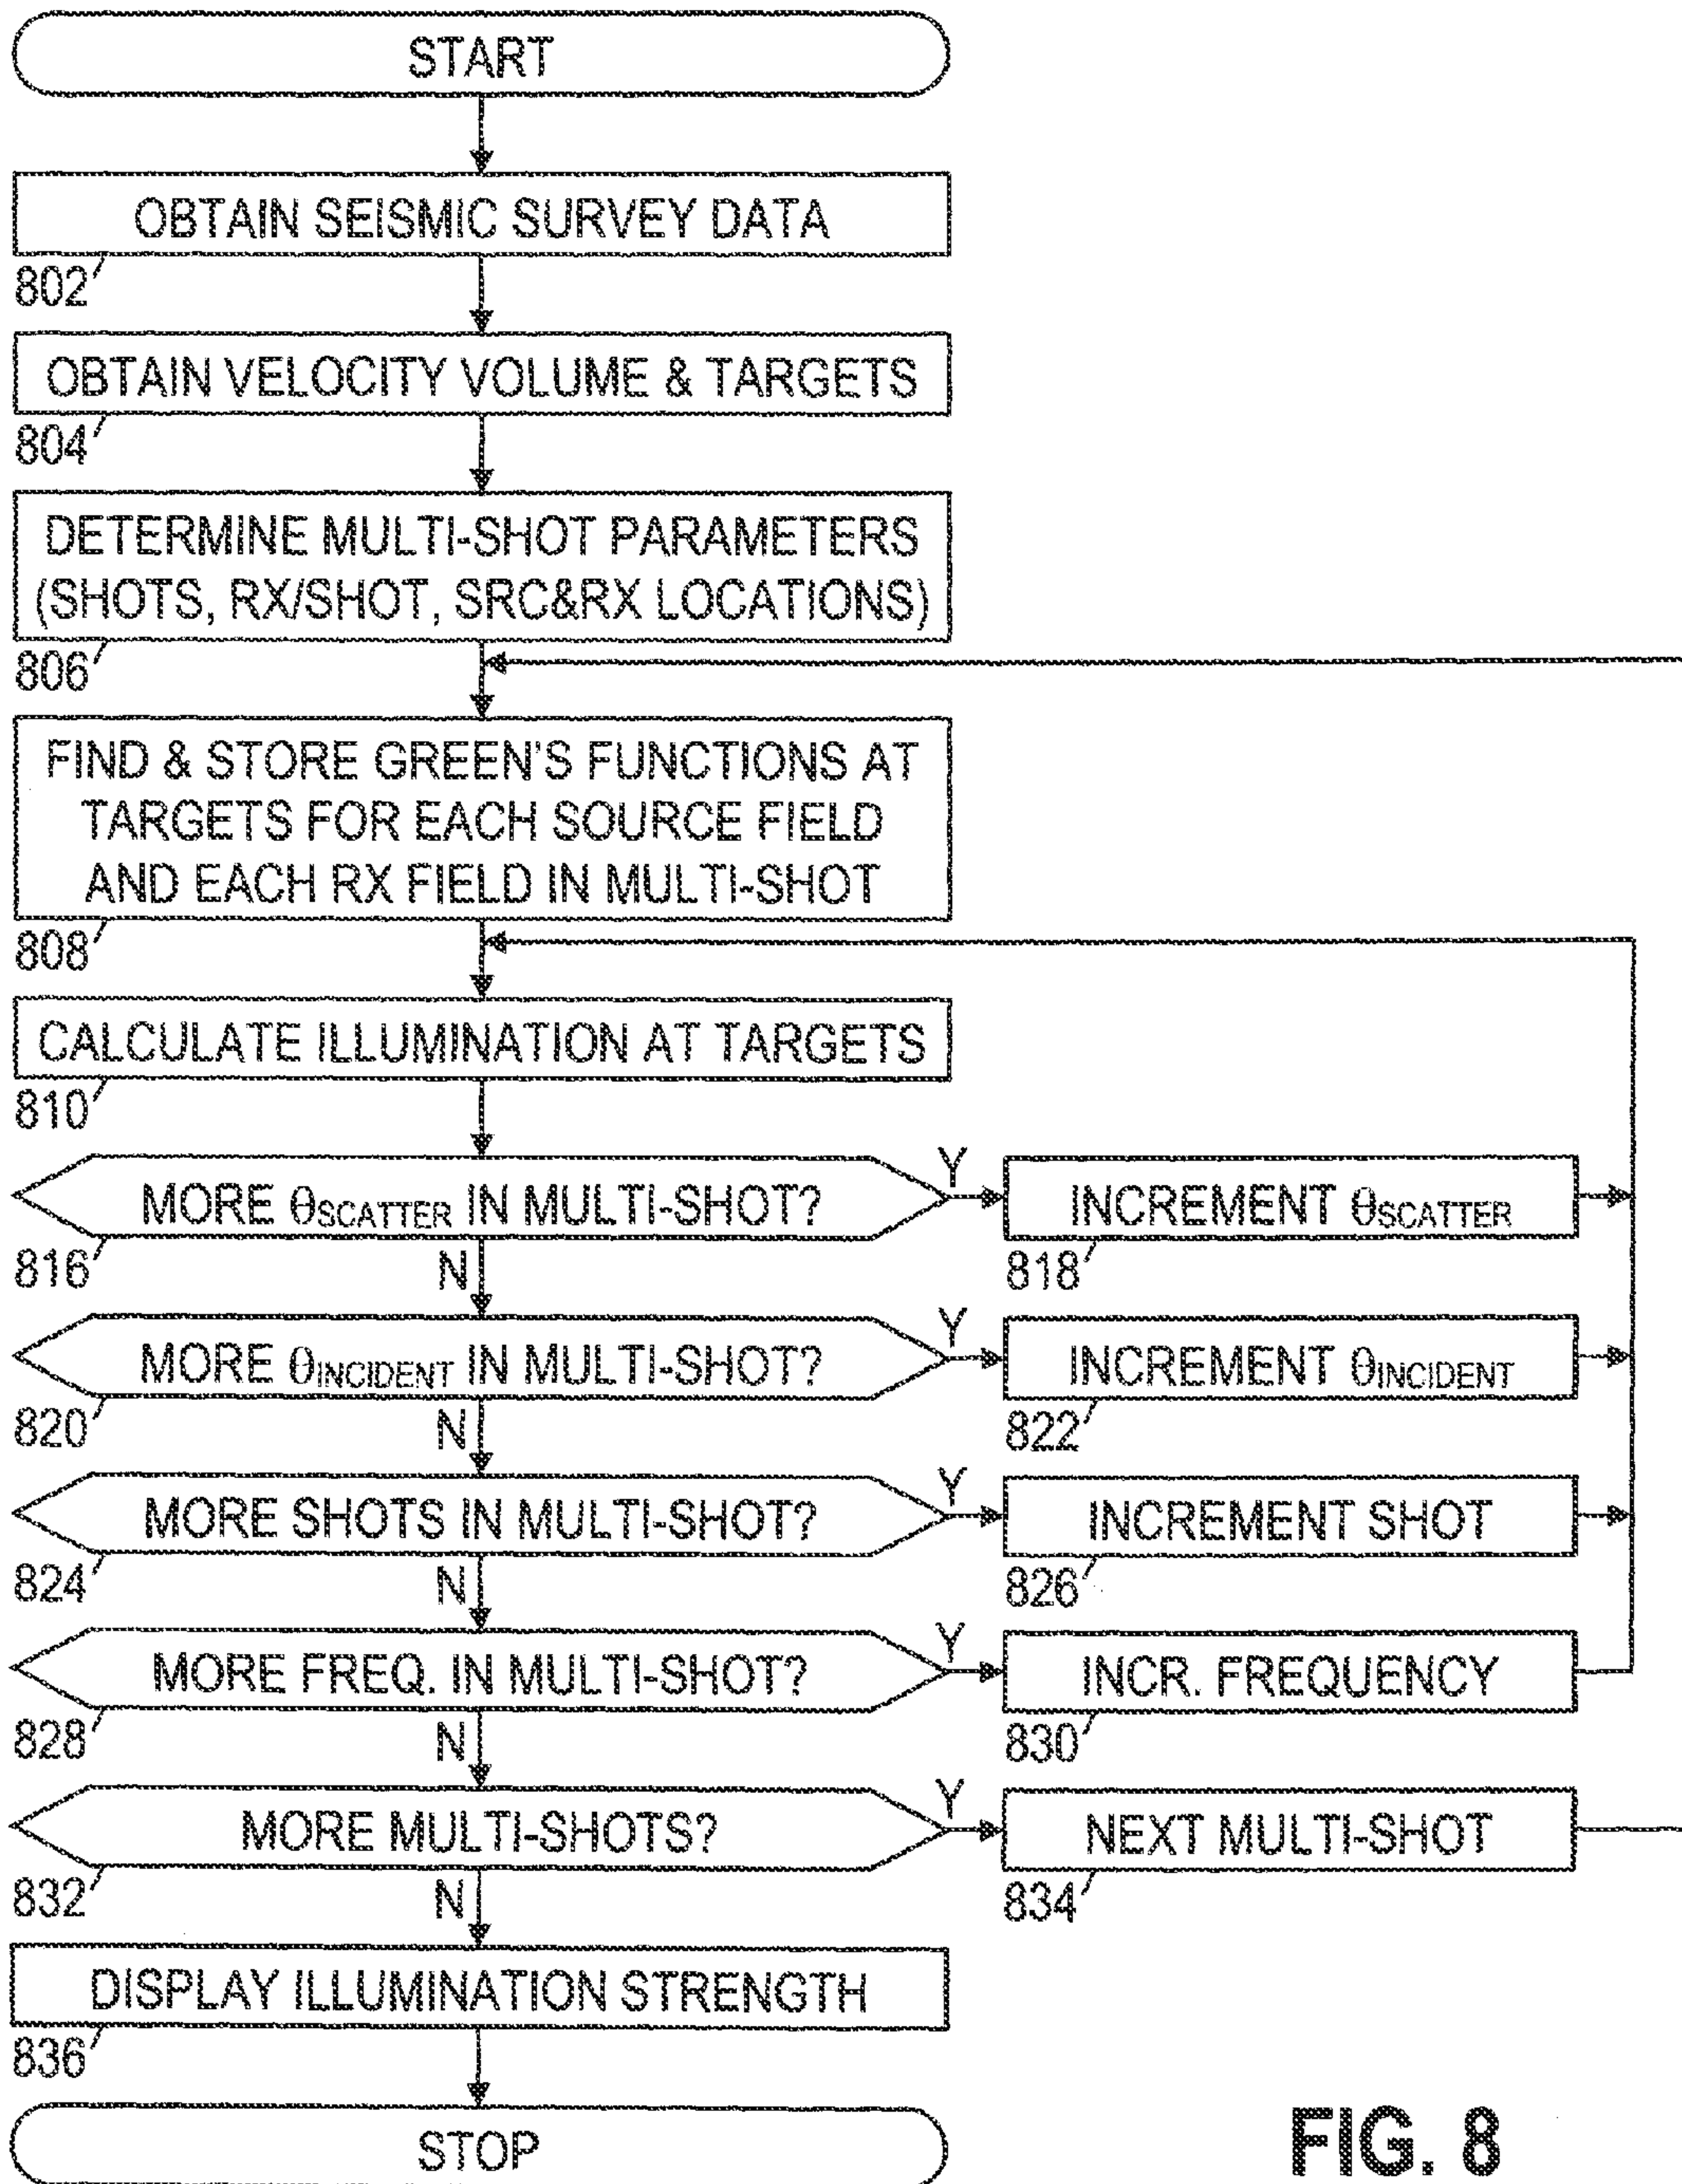 START
OBTAIN SEISMIC SURVEY DATA
802
OBTAIN VELOCITY VOLUME & TARGETS
804
DETERMINE MULTI-SHOT PARAMETERS
(SHOTS, RX/SHOT, SRC&RX LOCATIONS)
806
FIND & STORE GREEN'S FUNCTIONS AT
TARGETS FOR EACH SOURCE FIELD
AND EACH RX FIELD IN MULTI-SHOT
808
CALCULATE ILLUMINATION AT TARGETS
810
MORE θSCATTER IN MULTI-SHOT?
Y
INCREMENT θSCATTER
816
N
818
MORE θINCIDENT IN MULTI-SHOT?
Y
INCREMENT θINCIDENT
820
N
822
MORE SHOTS IN MULTI-SHOT?
Y
INCREMENT SHOT
824
N
826
MORE FREQ. IN MULTI-SHOT?
Y
INCR. FREQUENCY
828
N
830
MORE MULTI-SHOTS?
Y
NEXT MULTI-SHOT
832
N
834
DISPLAY ILLUMINATION STRENGTH
836
STOP
FIG. 8